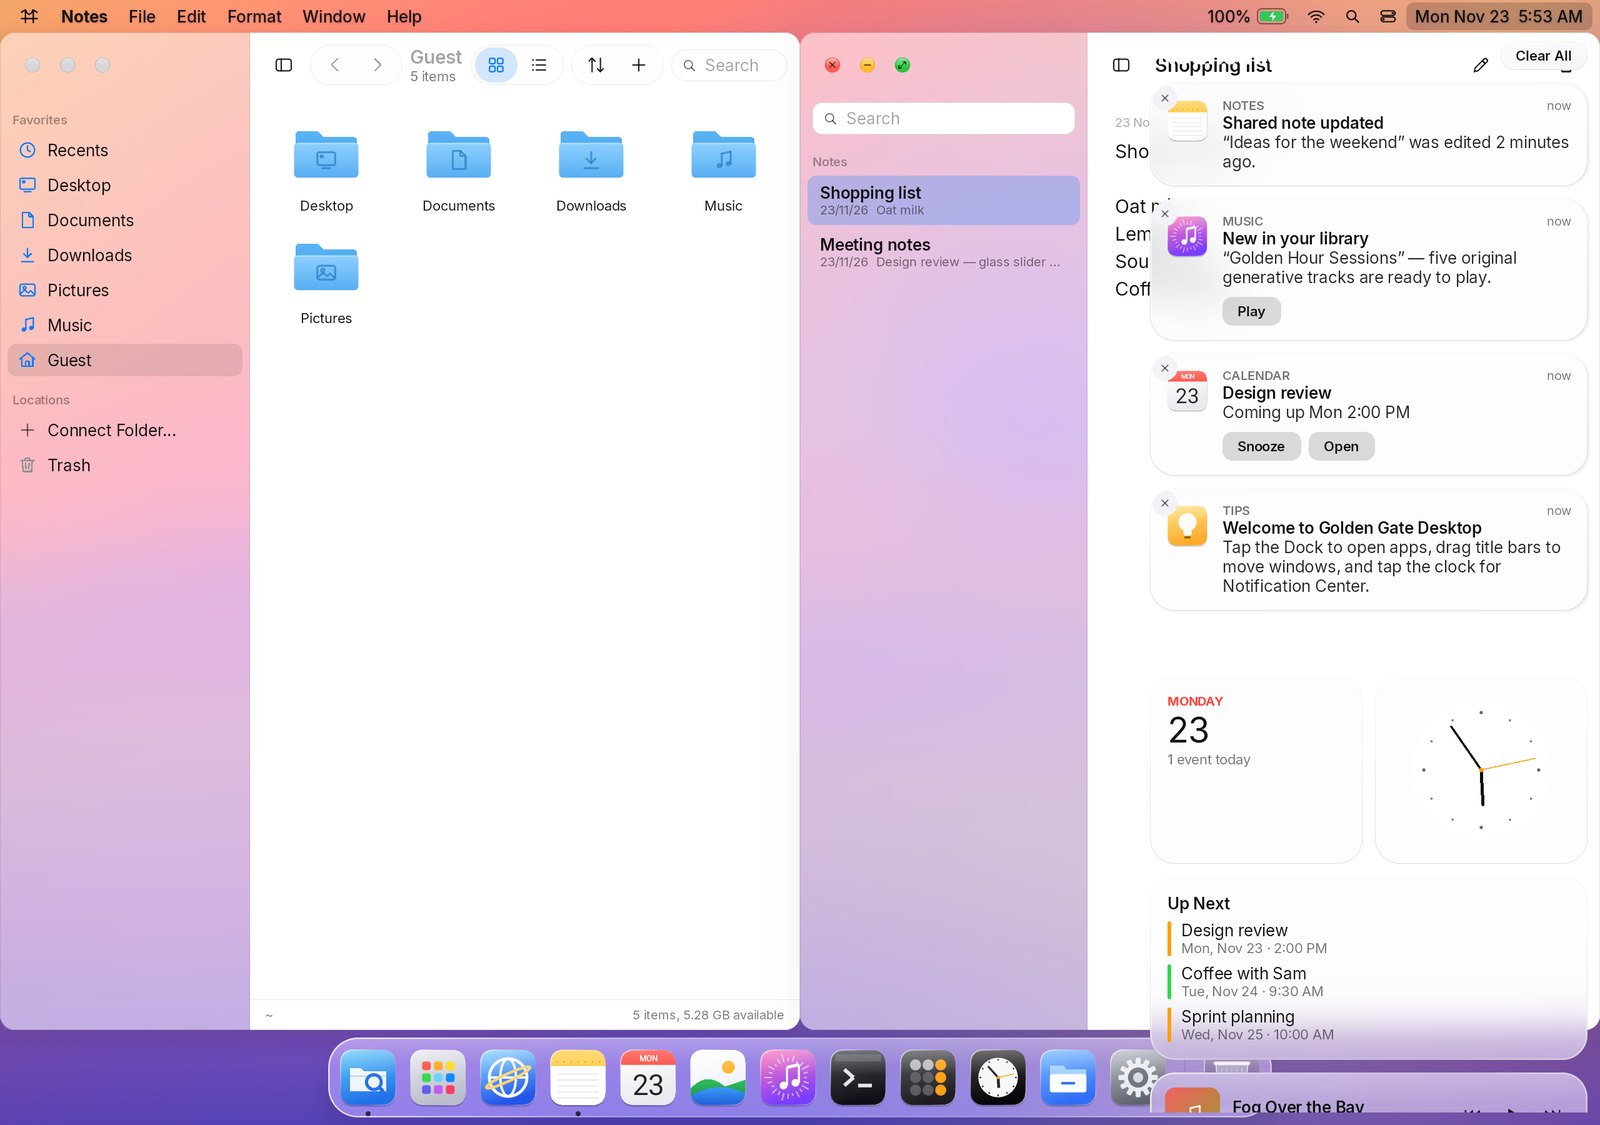 Notes File Edit Format Window Help
100%
Mon Nov 23 5:53 AM
Favorites
Recents
Desktop
Documents
Downloads
Pictures
Music
Guest
Locations
Connect Folder...
Trash
Guest
5 items
Search
Desktop
Documents
Downloads
Music
Pictures
~
5 items, 5.28 GB available
Search
Notes
Shopping list
23/11/26 Oat milk
Meeting notes
23/11/26 Design review — glass slider ...
Shopping list
23 No
Sho
Oat m
Lem
Sou
Coff
Clear All
NOTES
now
Shared note updated
“Ideas for the weekend” was edited 2 minutes
ago.
MUSIC
now
New in your library
“Golden Hour Sessions” — five original
generative tracks are ready to play.
Play
MON
23
CALENDAR
now
Design review
Coming up Mon 2:00 PM
Snooze
Open
TIPS
now
Welcome to Golden Gate Desktop
Tap the Dock to open apps, drag title bars to
move windows, and tap the clock for
Notification Center.
MONDAY
23
1 event today
Up Next
Design review
Mon, Nov 23 · 2:00 PM
Coffee with Sam
Tue, Nov 24 · 9:30 AM
Sprint planning
Wed, Nov 25 · 10:00 AM
MON
23
Fog Over the Bay